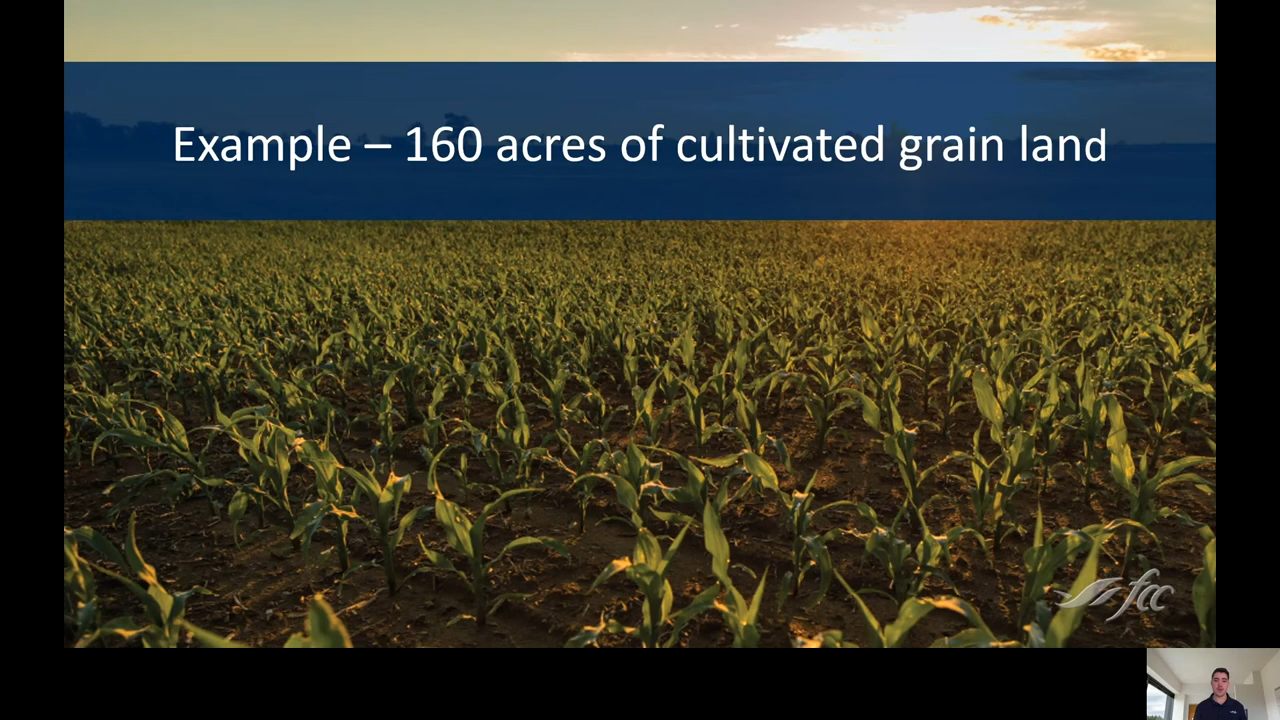 Example – 160 acres of cultivated grain land
fcc